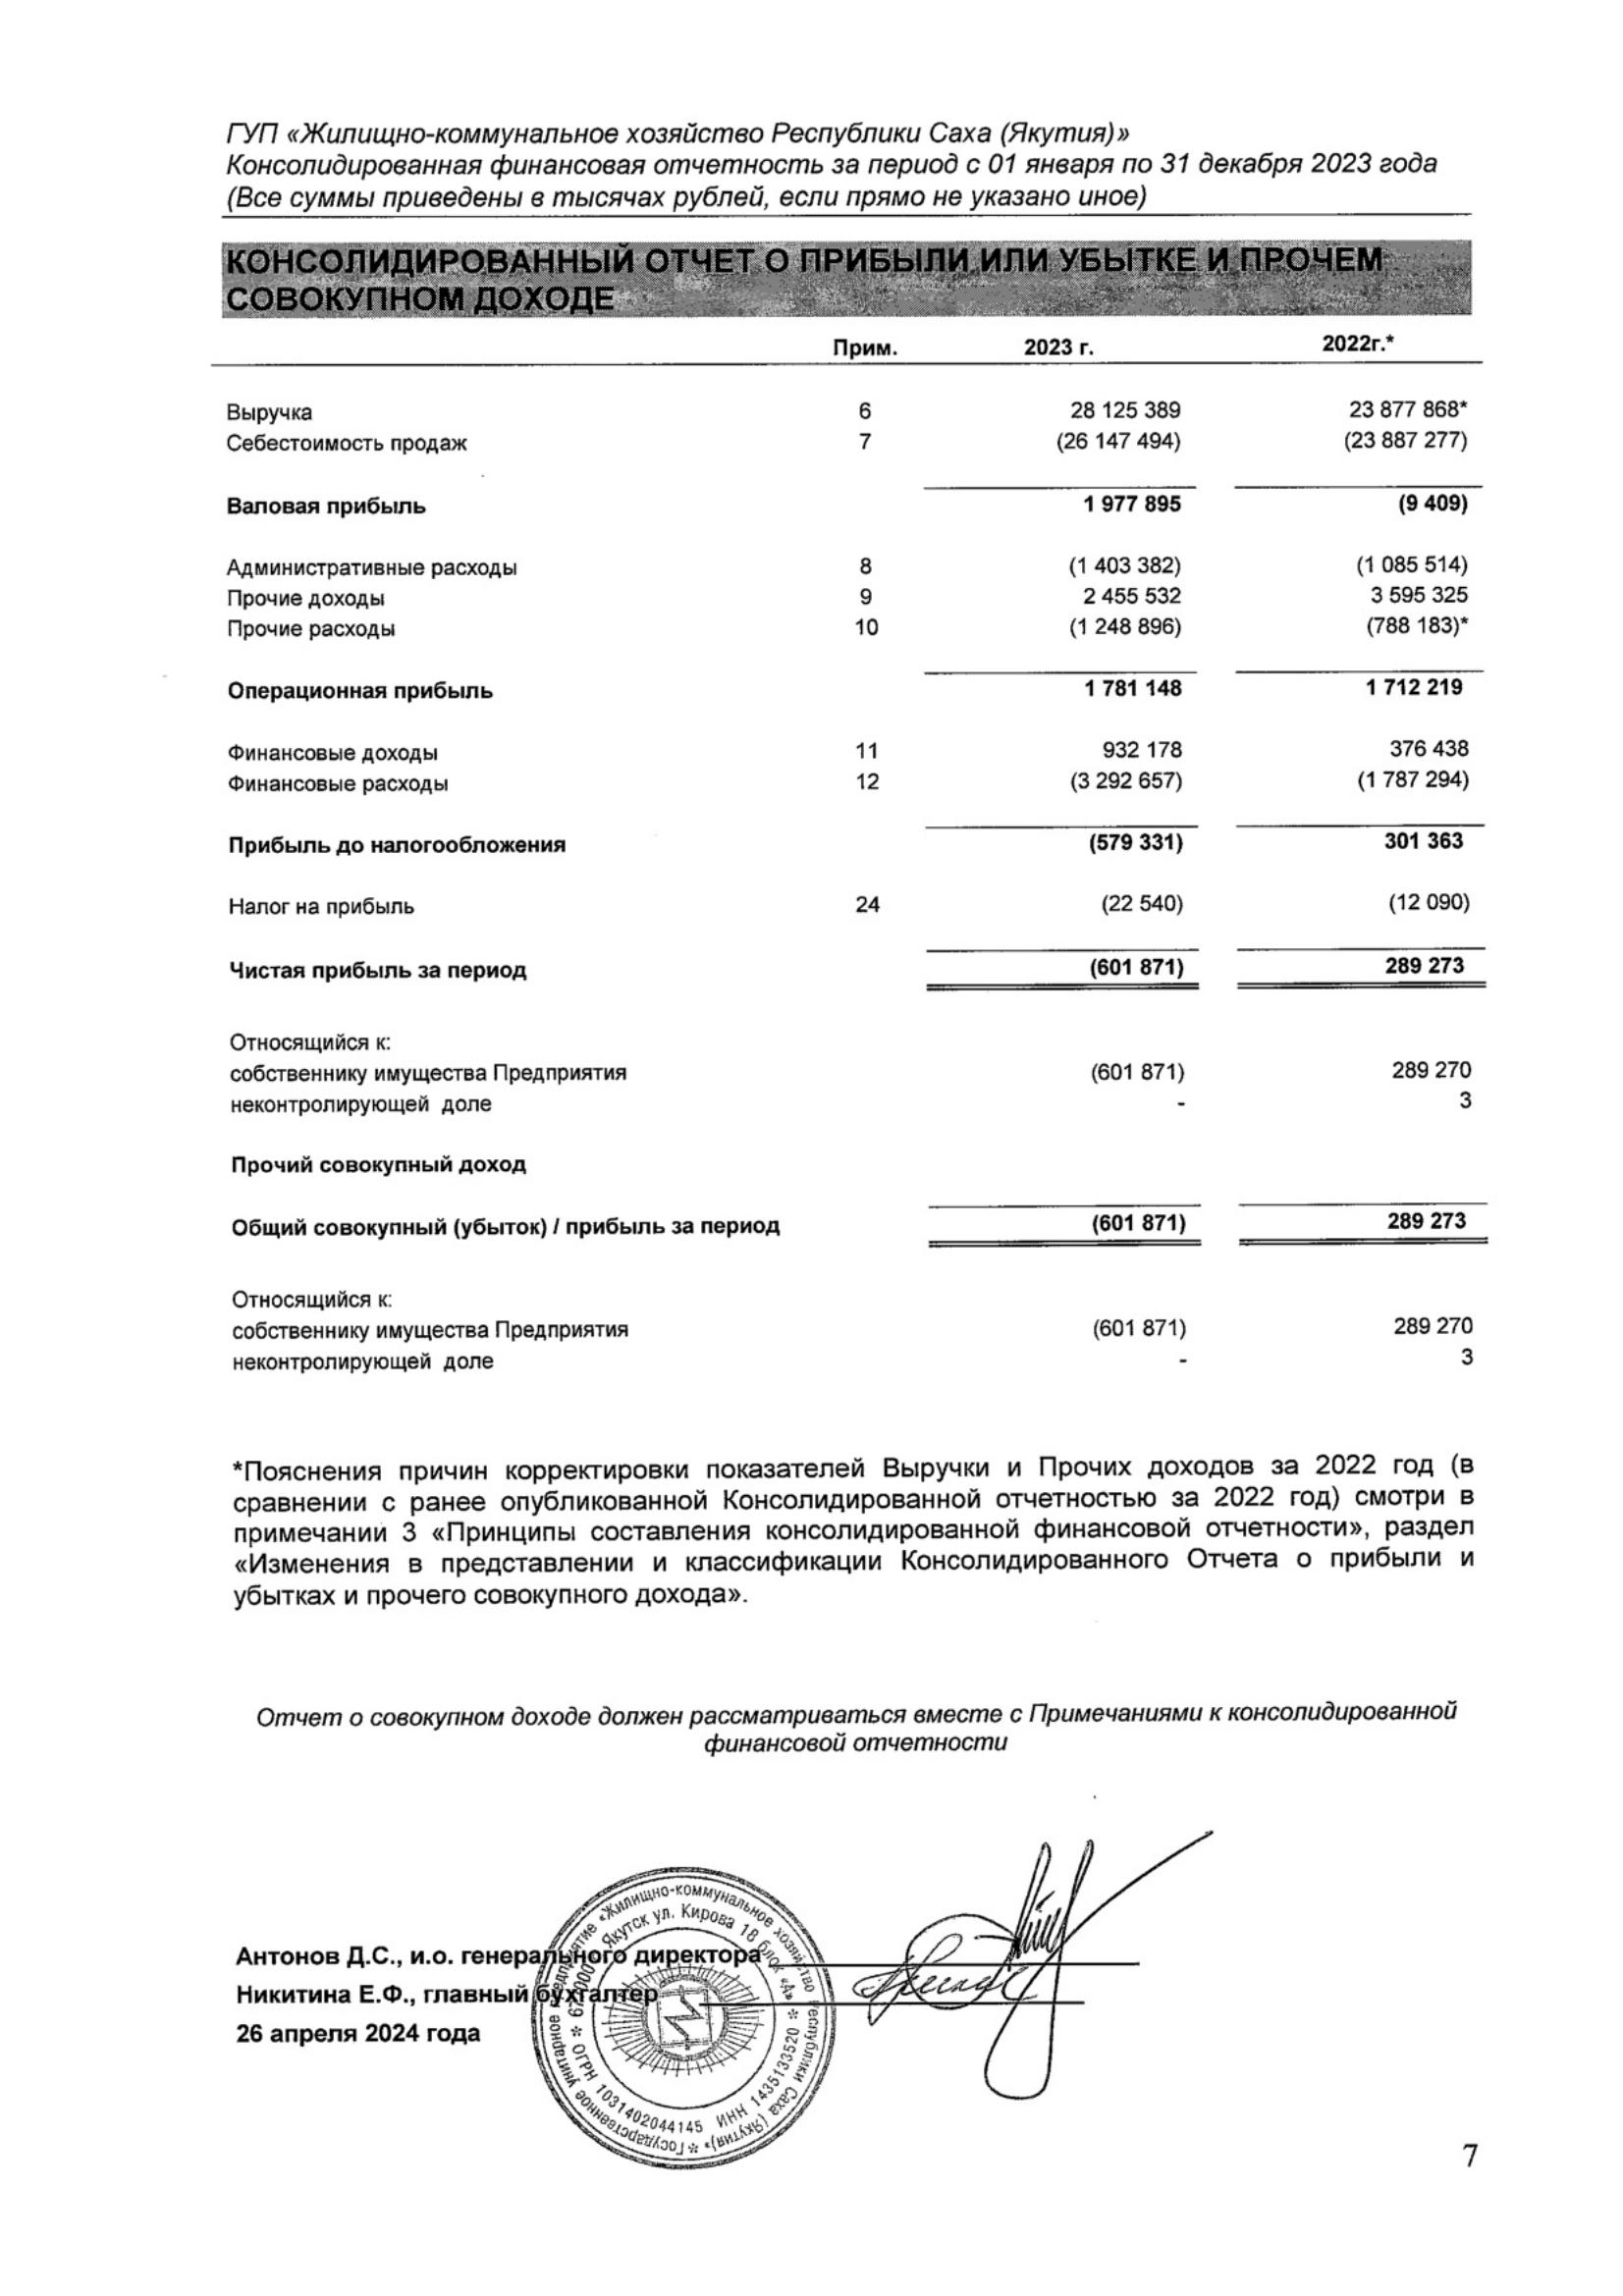 ГУП «Жилищно-коммунальное хозяйство Республики Саха (Якутия)»
Консолидированная финансовая отчетность за период с 01 января по 31 декабря 2023 года
(Все суммы приведены в тысячах рублей, если прямо не указано иное)
КОНСОЛИДИРОВАННЫЙ ОТЧЕТ О ПРИБЫЛИ ИЛИ УБЫТКЕ И ПРОЧЕМ
СОВОКУПНОМ ДОХОДЕ
Прим. 2023 г. 2022г.*
Выручка 6 28 125 389 23 877 868*
Себестоимость продаж 7 (26 147 494) (23 887 277)
Валовая прибыль 1 977 895 (9 409)
Административные расходы 8 (1 403 382) (1 085 514)
Прочие доходы 9 2 455 532 3 595 325
Прочие расходы 10 (1 248 896) (788 183)*
Операционная прибыль 1 781 148 1 712 219
Финансовые доходы 11 932 178 376 438
Финансовые расходы 12 (3 292 657) (1 787 294)
Прибыль до налогообложения (579 331) 301 363
Налог на прибыль 24 (22 540) (12 090)
Чистая прибыль за период (601 871) 289 273
Относящийся к:
собственнику имущества Предприятия (601 871) 289 270
неконтролирующей доле - 3
Прочий совокупный доход
Общий совокупный (убыток) / прибыль за период (601 871) 289 273
Относящийся к:
собственнику имущества Предприятия (601 871) 289 270
неконтролирующей доле - 3
*Пояснения причин корректировки показателей Выручки и Прочих доходов за 2022 год (в
сравнении с ранее опубликованной Консолидированной отчетностью за 2022 год) смотри в
примечании 3 «Принципы составления консолидированной финансовой отчетности», раздел
«Изменения в представлении и классификации Консолидированного Отчета о прибыли и
убытках и прочего совокупного дохода».
Отчет о совокупном доходе должен рассматриваться вместе с Примечаниями к консолидированной
финансовой отчетности
Антонов Д.С., и.о. генерального директора
Никитина Е.Ф., главный бухгалтер
26 апреля 2024 года
Государственное унитарное предприятие «Жилищно-коммунальное хозяйство Республики Саха (Якутия)» *
Якутск ул. Кирова 18 блок «А» * ИНН 1435133520 ОГРН 1031402044145 *
7